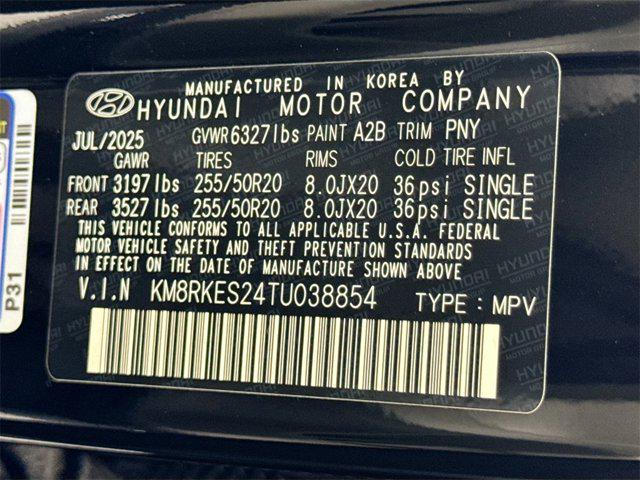 MANUFACTURED IN KOREA BY
HYUNDAI MOTOR COMPANY
JUL/2025 GVWR 6327lbs PAINT A2B TRIM PNY
GAWR TIRES RIMS COLD TIRE INFL
FRONT 3197lbs 255/50R20 8.0JX20 36psi SINGLE
REAR 3527lbs 255/50R20 8.0JX20 36psi SINGLE
THIS VEHICLE CONFORMS TO ALL APPLICABLE U.S.A. FEDERAL
MOTOR VEHICLE SAFETY AND THEFT PREVENTION STANDARDS
IN EFFECT ON THE DATE OF MANUFACTURE SHOWN ABOVE
V.I.N KM8RKES24TU038854 TYPE : MPV
P31